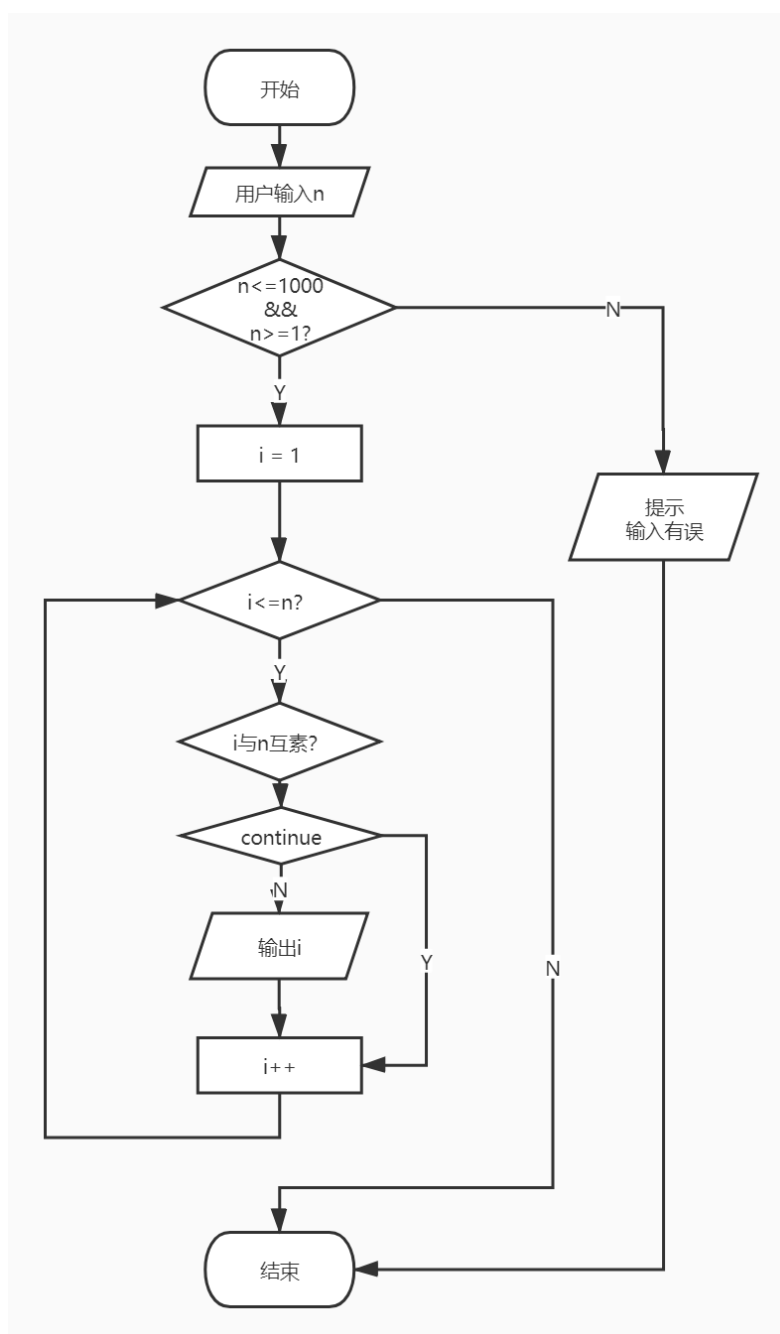 开始
用户输入n
n<=1000
&&
n>=1?
N
Y
i = 1
提示
输入有误
i<=n?
Y
i与n互素?
continue
N
输出i
Y
N
i++
结束